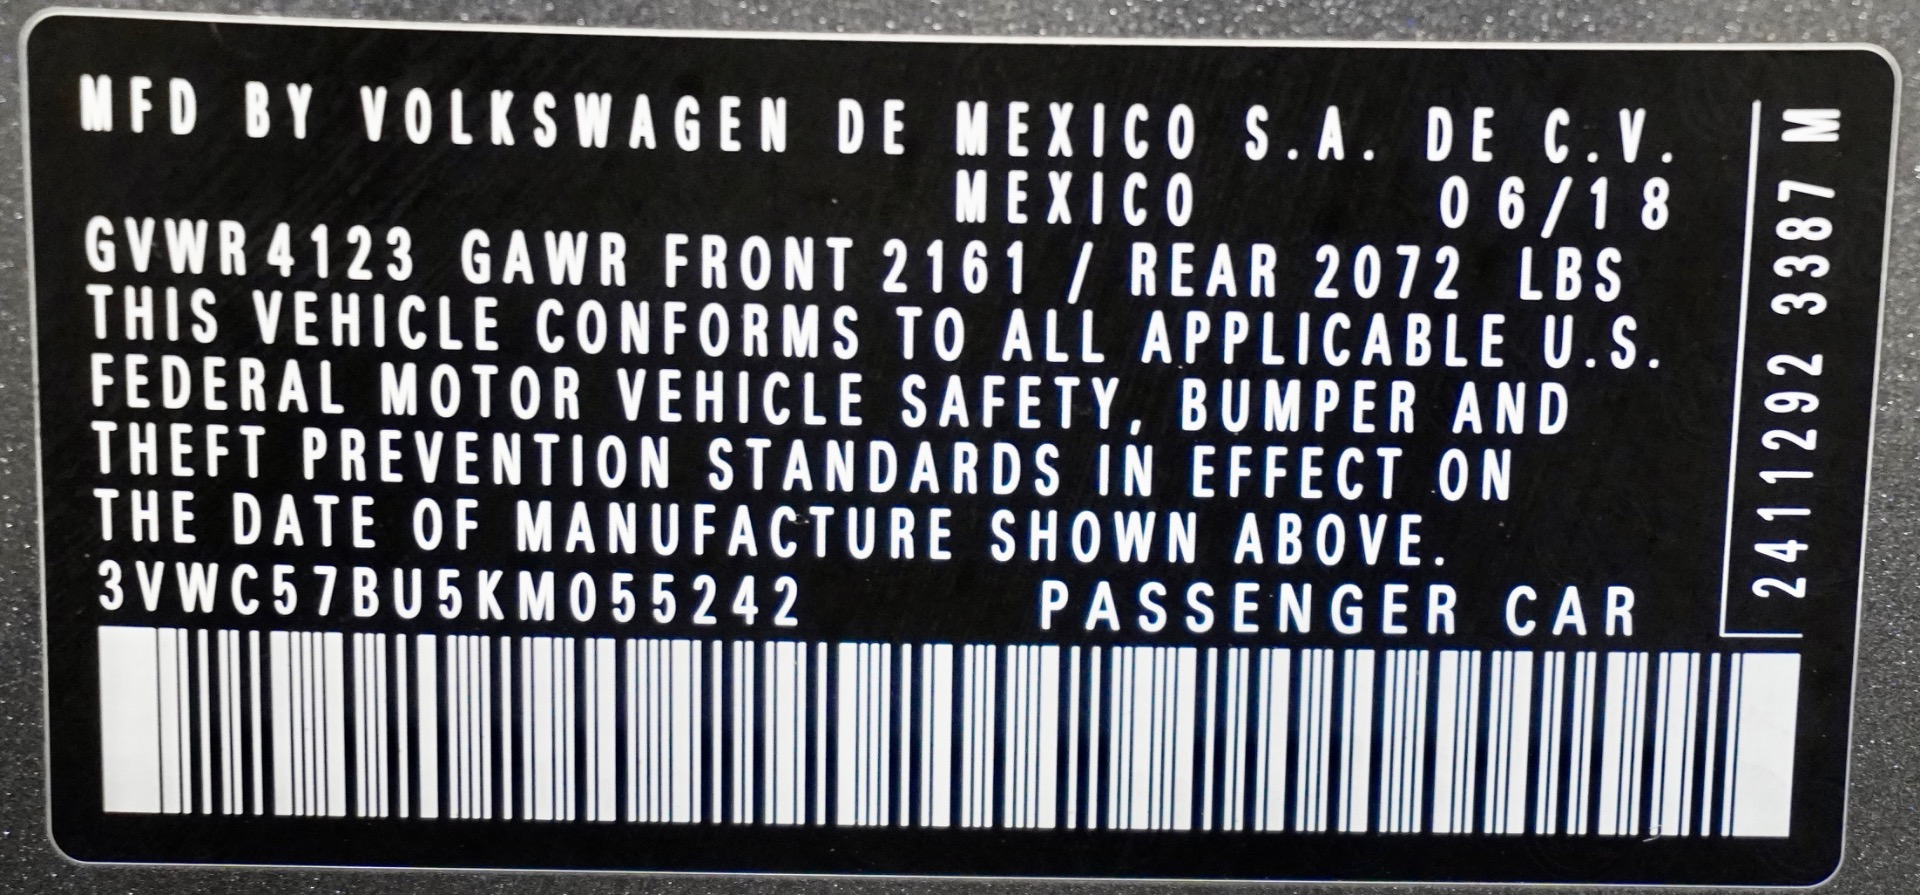 MFD BY VOLKSWAGEN DE MEXICO S.A. DE C.V.
MEXICO 06/18
GVWR 4123 GAWR FRONT 2161 / REAR 2072 LBS
THIS VEHICLE CONFORMS TO ALL APPLICABLE U.S.
FEDERAL MOTOR VEHICLE SAFETY, BUMPER AND
THEFT PREVENTION STANDARDS IN EFFECT ON
THE DATE OF MANUFACTURE SHOWN ABOVE.
3VWC57BU5KM055242 PASSENGER CAR
2411292 3387 M